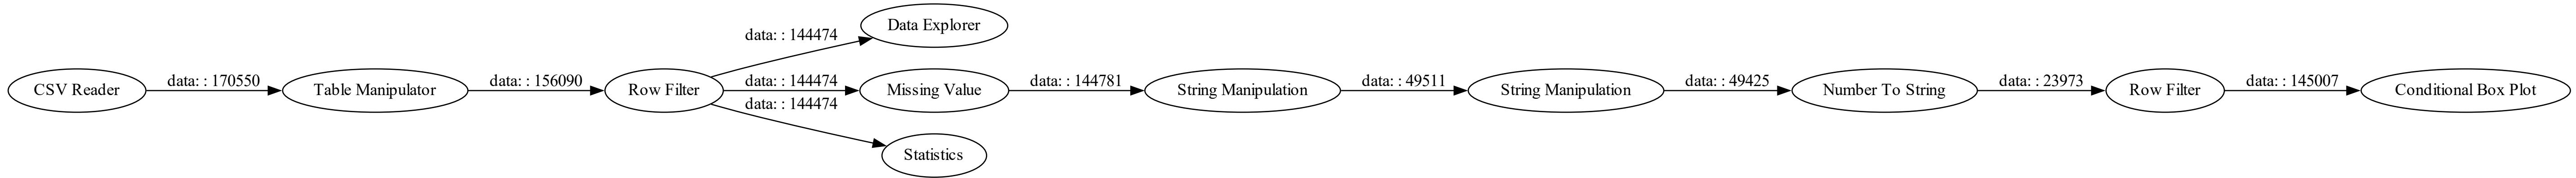 Data Explorer
data: : 144474
CSV Reader
data: : 170550
Table Manipulator
data: : 156090
Row Filter
data: : 144474
Missing Value
data: : 144781
String Manipulation
data: : 49511
String Manipulation
data: : 49425
Number To String
data: : 23973
Row Filter
data: : 145007
Conditional Box Plot
data: : 144474
Statistics